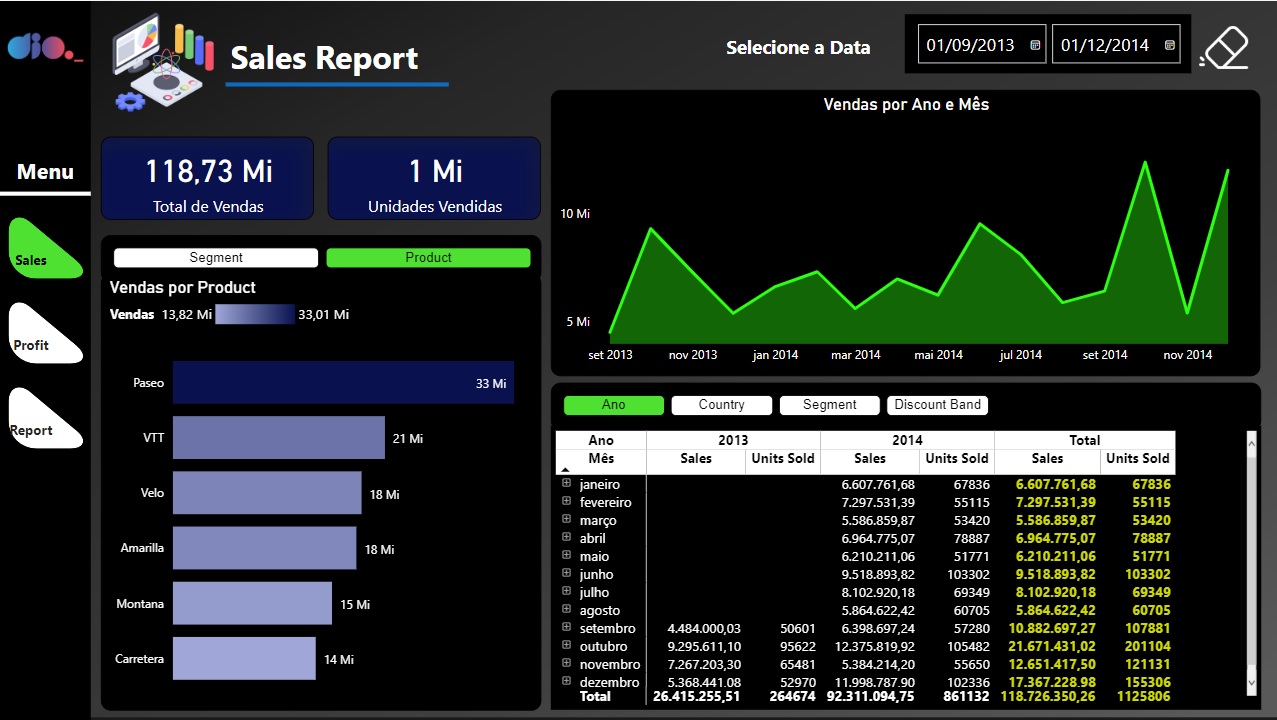 dio._
Sales Report
Selecione a Data
01/09/2013
01/12/2014
Menu
Sales
Profit
Report
118,73 Mi
Total de Vendas
1 Mi
Unidades Vendidas
Segment
Product
Vendas por Product
Vendas 13,82 Mi 33,01 Mi
Paseo 33 Mi
VTT 21 Mi
Velo 18 Mi
Amarilla 18 Mi
Montana 15 Mi
Carretera 14 Mi
Vendas por Ano e Mês
10 Mi
5 Mi
set 2013 nov 2013 jan 2014 mar 2014 mai 2014 jul 2014 set 2014 nov 2014
Ano Country Segment Discount Band
Ano 2013 2014 Total
Mês Sales Units Sold Sales Units Sold Sales Units Sold
janeiro 6.607.761,68 67836 6.607.761,68 67836
fevereiro 7.297.531,39 55115 7.297.531,39 55115
março 5.586.859,87 53420 5.586.859,87 53420
abril 6.964.775,07 78887 6.964.775,07 78887
maio 6.210.211,06 51771 6.210.211,06 51771
junho 9.518.893,82 103302 9.518.893,82 103302
julho 8.102.920,18 69349 8.102.920,18 69349
agosto 5.864.622,42 60705 5.864.622,42 60705
setembro 4.484.000,03 50601 6.398.697,24 57280 10.882.697,27 107881
outubro 9.295.611,10 95622 12.375.819,92 105482 21.671.431,02 201104
novembro 7.267.203,30 65481 5.384.214,20 55650 12.651.417,50 121131
dezembro 5.368.441.08 52970 11.998.787.90 102336 17.367.228.98 155306
Total 26.415.255,51 264674 92.311.094,75 861132 118.726.350,26 1125806